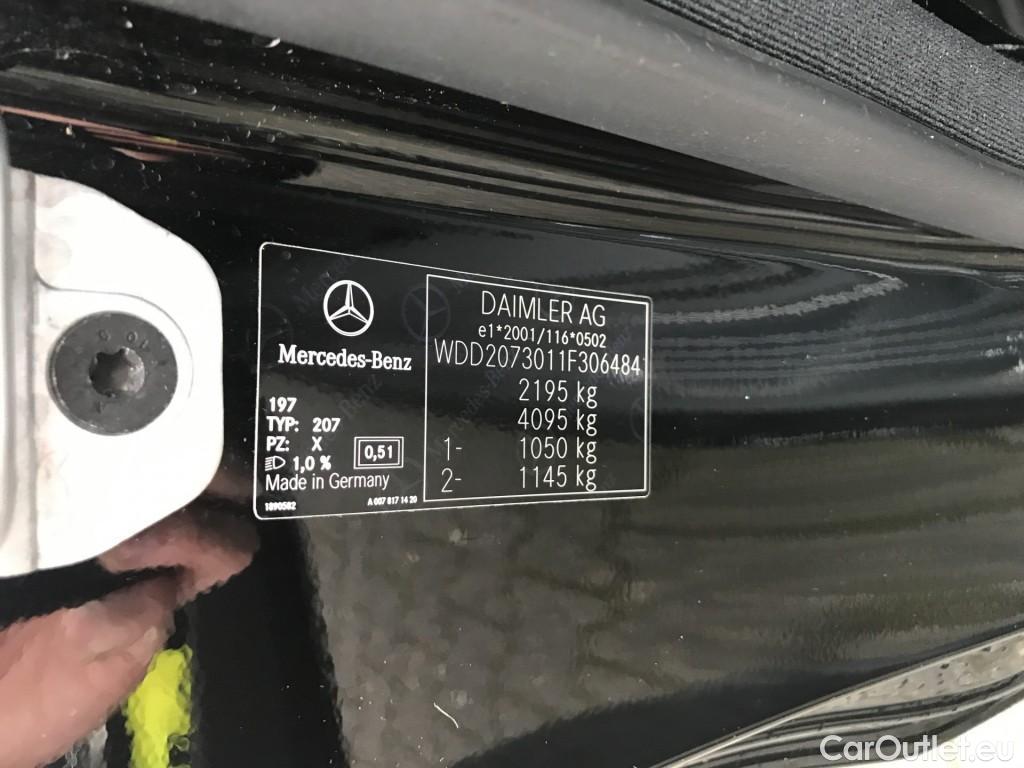 Mercedes-Benz
197
TYP: 207
PZ: X
1,0 %
0,51
Made in Germany
1890582
A 007 817 14 20
DAIMLER AG
e1*2001/116*0502
WDD2073011F306484
2195 kg
4095 kg
1- 1050 kg
2- 1145 kg
CarOutlet.eu